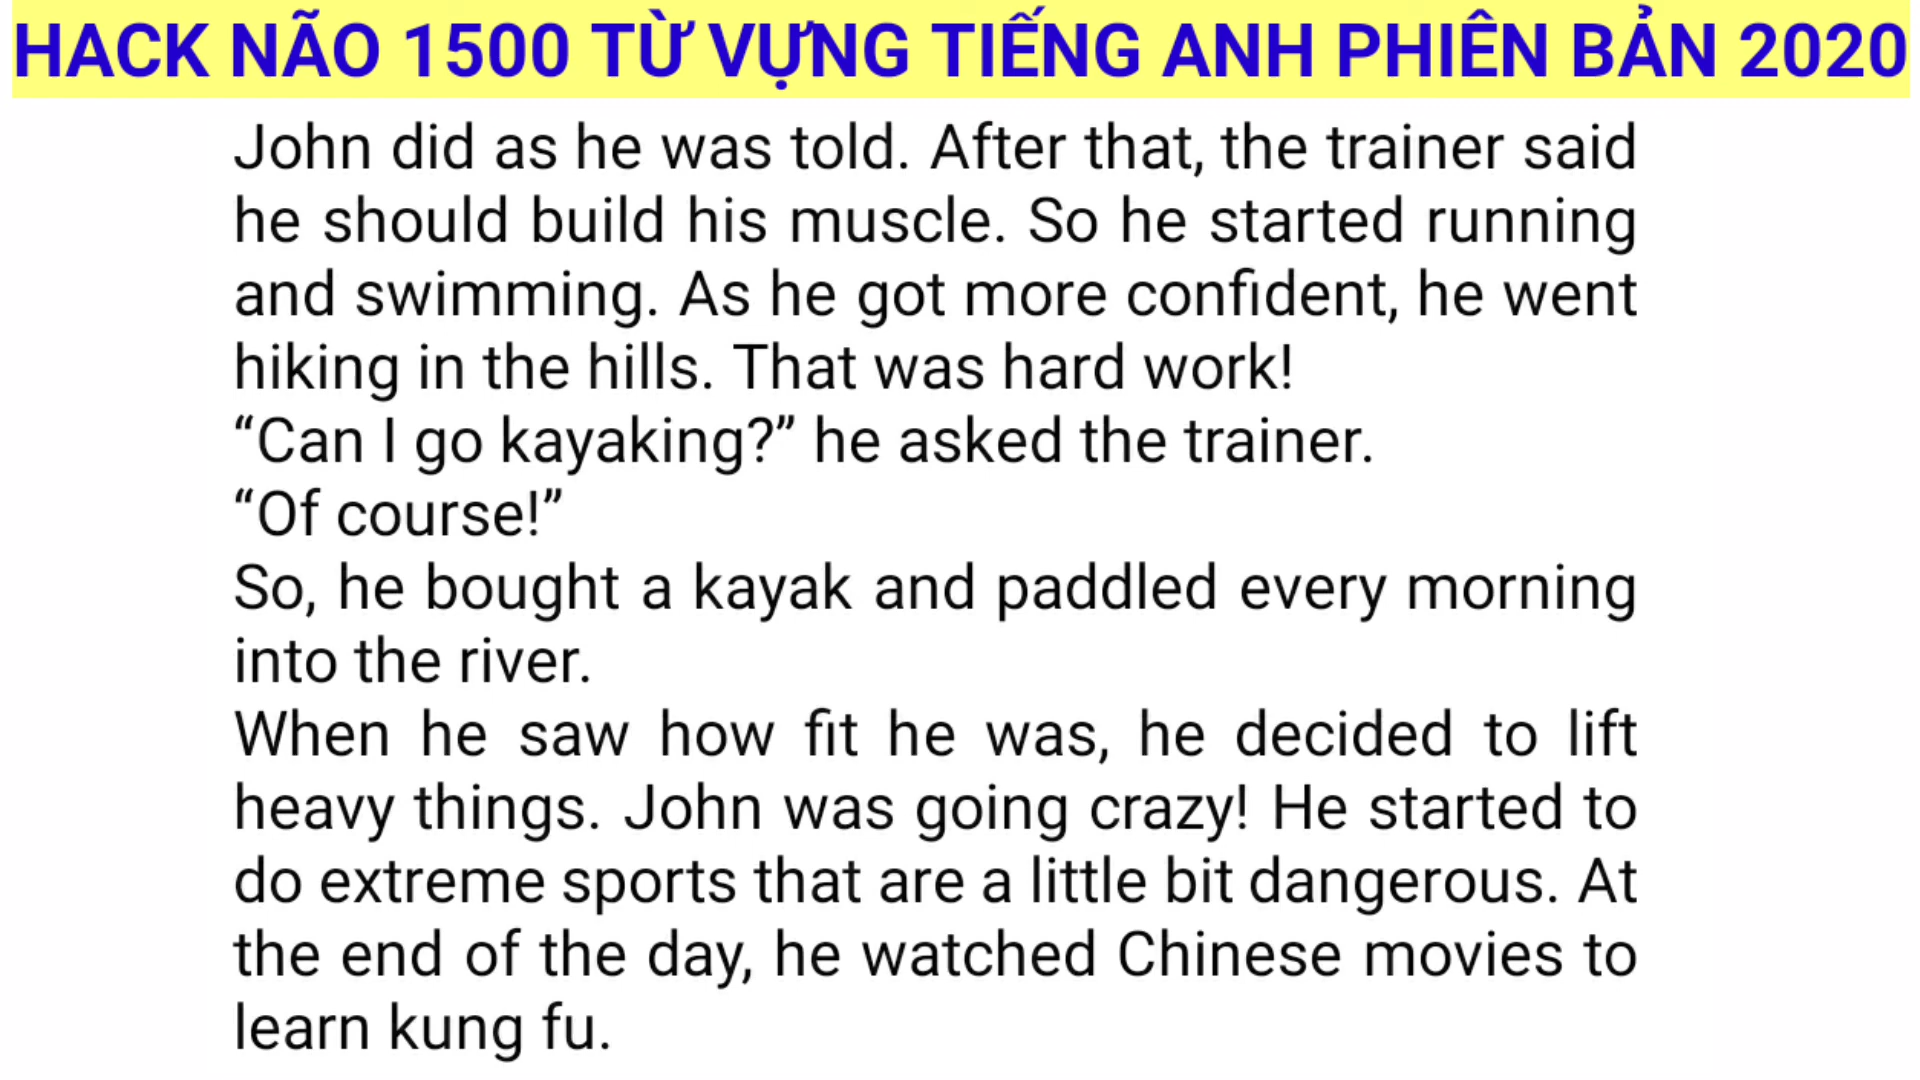 HACK NÃO 1500 TỪ VỰNG TIẾNG ANH PHIÊN BẢN 2020
John did as he was told. After that, the trainer said
he should build his muscle. So he started running
and swimming. As he got more confident, he went
hiking in the hills. That was hard work!
“Can I go kayaking?” he asked the trainer.
“Of course!”
So, he bought a kayak and paddled every morning
into the river.
When he saw how fit he was, he decided to lift
heavy things. John was going crazy! He started to
do extreme sports that are a little bit dangerous. At
the end of the day, he watched Chinese movies to
learn kung fu.